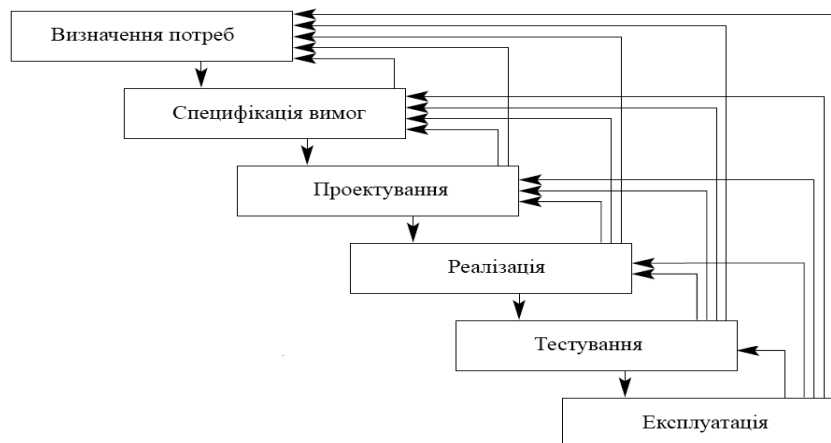 Визначення потреб
Специфікація вимог
Проектування
Реалізація
Тестування
Експлуатація